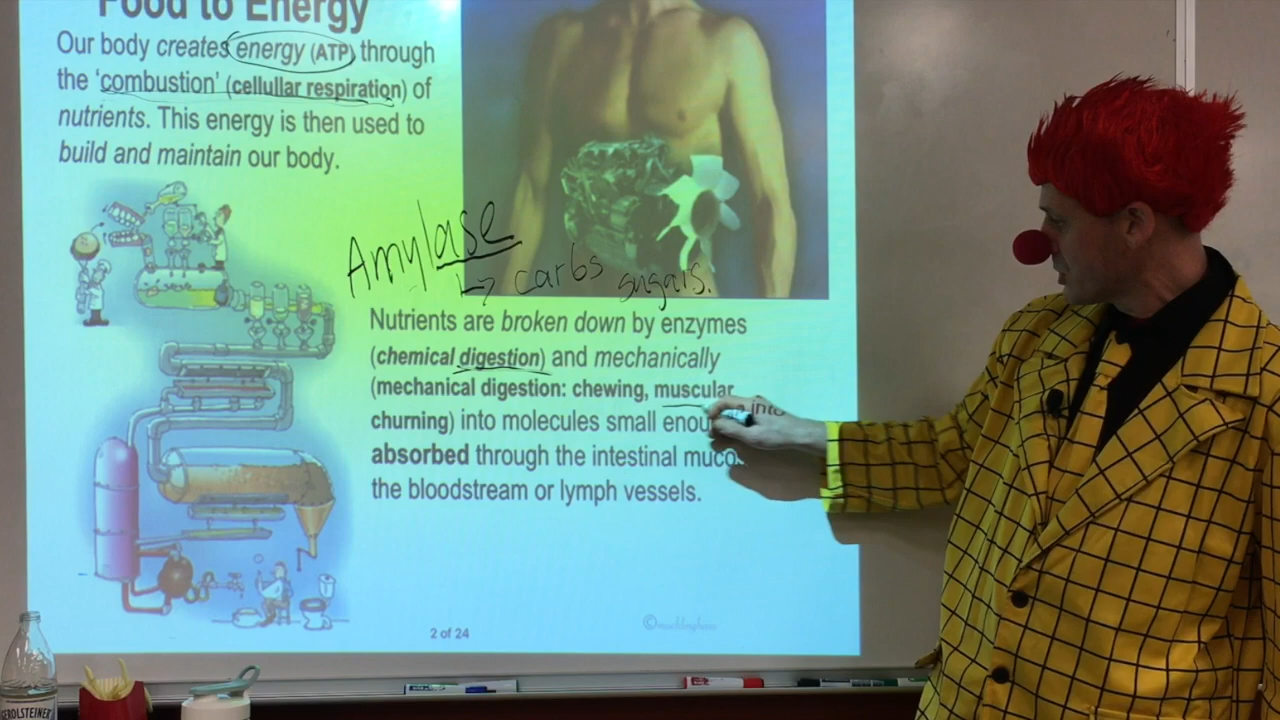 Food to Energy
Our body creates energy (ATP) through
the 'combustion' (cellular respiration) of
nutrients. This energy is then used to
build and maintain our body.
Amylase
↳ carbs sugars.
Nutrients are broken down by enzymes
(chemical digestion) and mechanically
(mechanical digestion: chewing, muscular
churning) into molecules small enou
absorbed through the intestinal muco
into
the bloodstream or lymph vessels.
2 of 24
GEROLSTEINER